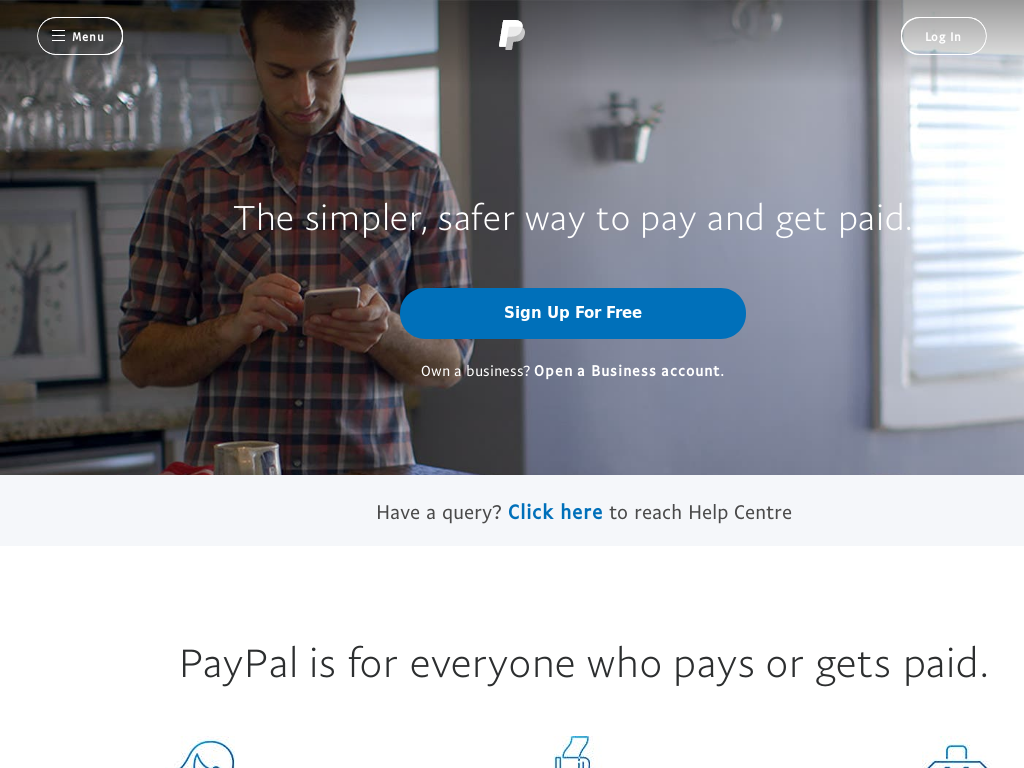 Menu
Log In
The simpler, safer way to pay and get paid.
Sign Up For Free
Own a business? Open a Business account.
Have a query? Click here to reach Help Centre
PayPal is for everyone who pays or gets paid.